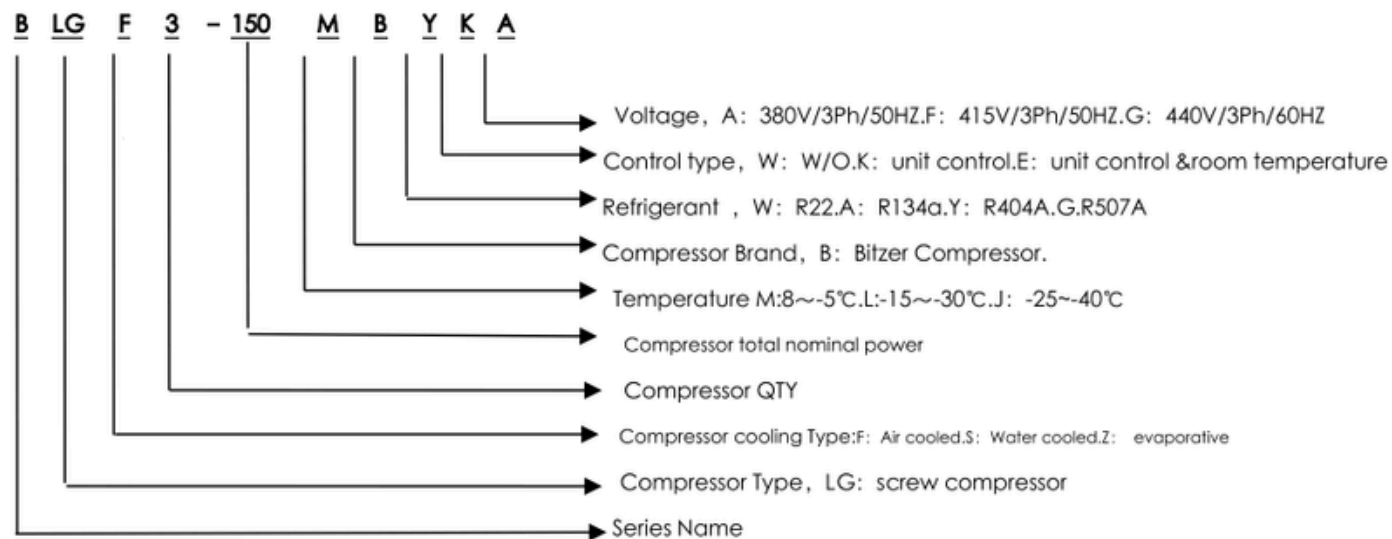 B LG F 3 - 150 M B Y K A
Voltage, A: 380V/3Ph/50HZ.F: 415V/3Ph/50HZ.G: 440V/3Ph/60HZ
Control type, W: W/O.K: unit control.E: unit control &room temperature
Refrigerant , W: R22.A: R134a.Y: R404A.G.R507A
Compressor Brand, B: Bitzer Compressor.
Temperature M:8～-5℃.L:-15～-30℃.J: -25~-40℃
Compressor total nominal power
Compressor QTY
Compressor cooling Type:F: Air cooled.S: Water cooled.Z: evaporative
Compressor Type, LG: screw compressor
Series Name